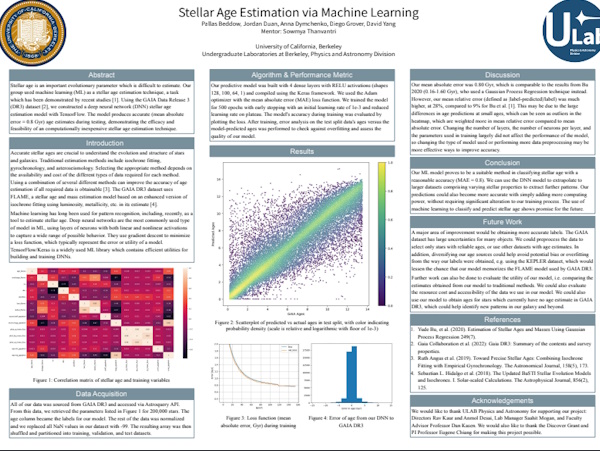 Stellar Age Estimation via Machine Learning
Pallas Beddow, Jordan Duan, Anna Dymchenko, Diego Grover, David Yang
Mentor: Sowmya Thanvantri
University of California, Berkeley
Undergraduate Laboratories at Berkeley, Physics and Astronomy Division
ULab
Abstract
Stellar age is an important evolutionary parameter which is difficult to estimate. Our
group used machine learning (ML) as a stellar age estimation technique, a task
which has been demonstrated by recent studies [1]. Using the GAIA Data Release 3
(DR3) dataset [2], we constructed a deep neural network (DNN) stellar age
estimation model with TensorFlow. The model produces accurate (mean absolute
error = 0.8 Gyr) age estimates during testing, demonstrating the efficacy and
feasibility of an computationally inexpensive stellar age estimation technique.
Introduction
Accurate stellar ages are crucial to understand the evolution and structure of stars
and galaxies. Traditional estimation methods include isochrone fitting,
gyrochronology, and asteroseismology. Selecting the appropriate method depends on
the availability and cost of the different types of data required for each method.
Using a combination of several different methods can improve the accuracy of age
estimation if all required data is obtainable [3]. The GAIA DR3 dataset uses
FLAME, a stellar age and mass estimation model based on an enhanced version of
isochrone fitting using luminosity, metallicity, etc. in its estimate [4].
Machine learning has long been used for pattern recognition, including, recently, as a
tool to estimate stellar age. Deep neural networks are the most commonly used type
of model in ML, using layers of neurons with both linear and nonlinear activations
to capture a wide range of possible behavior. They use gradient descent to minimize
a loss function, which typically represent the error or utility of a model.
TensorFlow/Keras is a widely used ML library which contains efficient utilities for
building and training DNNs.
Figure 1: Correlation matrix of stellar age and training variables
Data Acquisition
All of our data was sourced from GAIA DR3 and accessed via Astroquery API.
From this data, we retrieved the parameters listed in Figure 1 for 200,000 stars. The
age column became the labels for our model. The rest of the data was normalized
and we replaced all NaN values in our dataset with -99. The resulting array was then
shuffled and partitioned into training, validation, and test datasets.
Algorithm & Performance Metric
Our predictive model was built with 4 dense layers with RELU activations (shapes
128, 100, 64, 1) and compiled using the Keras framework. We used the Adam
optimizer with the mean absolute error (MAE) loss function. We trained the model
for 500 epochs with early stopping with an initial learning rate of 1e-3 and reduced
learning rate on plateau. The model's accuracy during training was evaluated by
plotting the loss. After training, error analysis on the test split data's ages versus the
model-predicted ages was performed to check against overfitting and assess the
quality of our model.
Results
Predicted Ages
Gaia Ages
Figure 2: Scatterplot of predicted vs actual ages in test split, with color indicating
probability density (scale is relative and logarithmic with floor of 1e-3)
Figure 3: Loss function (mean
absolute error, Gyr) during training
Figure 4: Error of age from our DNN to
GAIA DR3
Discussion
Our mean absolute error was 0.80 Gyr, which is comparable to the results from Bu
2020 (0.16-1.40 Gyr), who used a Gaussian Process Regression technique instead.
However, our mean relative error (defined as |label-predicted|/label) was much
higher, at 28%, compared to 9% for Bu et al. [1]. This may be due to the large
differences in age predictions at small ages, which can be seen as outliers in the
heatmap, which are weighted more in mean relative error compared to mean
absolute error. Changing the number of layers, the number of neurons per layer, and
the parameters used in training largely did not affect the performance of the model,
so changing the type of model used or performing more data preprocessing may be
more effective ways to improve accuracy.
Conclusion
Our ML model proves to be a suitable method in classifying stellar age with a
reasonable accuracy (MAE = 0.8). We can use the DNN model to extrapolate to
larger datasets comprising varying stellar properties to extract further patterns. Our
predictions could also become more accurate with simply adding more computing
power, without requiring significant alteration to our training process. The use of
machine learning to classify and predict stellar ages shows promise for the future.
Future Work
A major area of improvement would be obtaining more accurate labels. The GAIA
dataset has large uncertainties for many objects. We could preprocess the data to
select only stars with reliable ages, or use other datasets with age estimates. In
addition, diversifying our age sources could help avoid potential bias or overfitting
from the way our labels were obtained, e.g. using the KEPLER dataset, which would
lessen the chance that our model memorizes the FLAME model used by GAIA DR3.
Further work can also be done to evaluate the utility of our model, i.e. comparing the
estimates obtained from our model to traditional methods. We could also evaluate
the resource cost and accessibility of the data we use in our model. We could also
use our model to obtain ages for stars which currently have no age estimate in GAIA
DR3, which could help identify new patterns in our galaxy and beyond.
References
1. Yude Bu, et al. (2020). Estimation of Stellar Ages and Masses Using Gaussian
Process Regression 249(7).
2. Gaia Collaboration et al. (2022). Gaia DR3: Summary of the contents and survey
properties.
3. Ruth Angus et al. (2019). Toward Precise Stellar Ages: Combining Isochrone
Fitting with Empirical Gyrochronology. The Astronomical Journal, 158(5), 173.
4. Sebastian L. Hidalgo et al (2018). The Updated BaSTI Stellar Evolution Models
and Isochrones. I. Solar-scaled Calculations. The Astrophysical Journal, 856(2),
125.
Acknowledgements
We would like to thank ULAB Physics and Astronomy for supporting our project
Directors Rav Kaur and Anmol Desai, Lab Manager Saahit Mogan, and Faculty
Advisor Professor Dan Kasen. We would also like to thank the Discover Grant and
PI Professor Eugene Chiang for making this project possible.